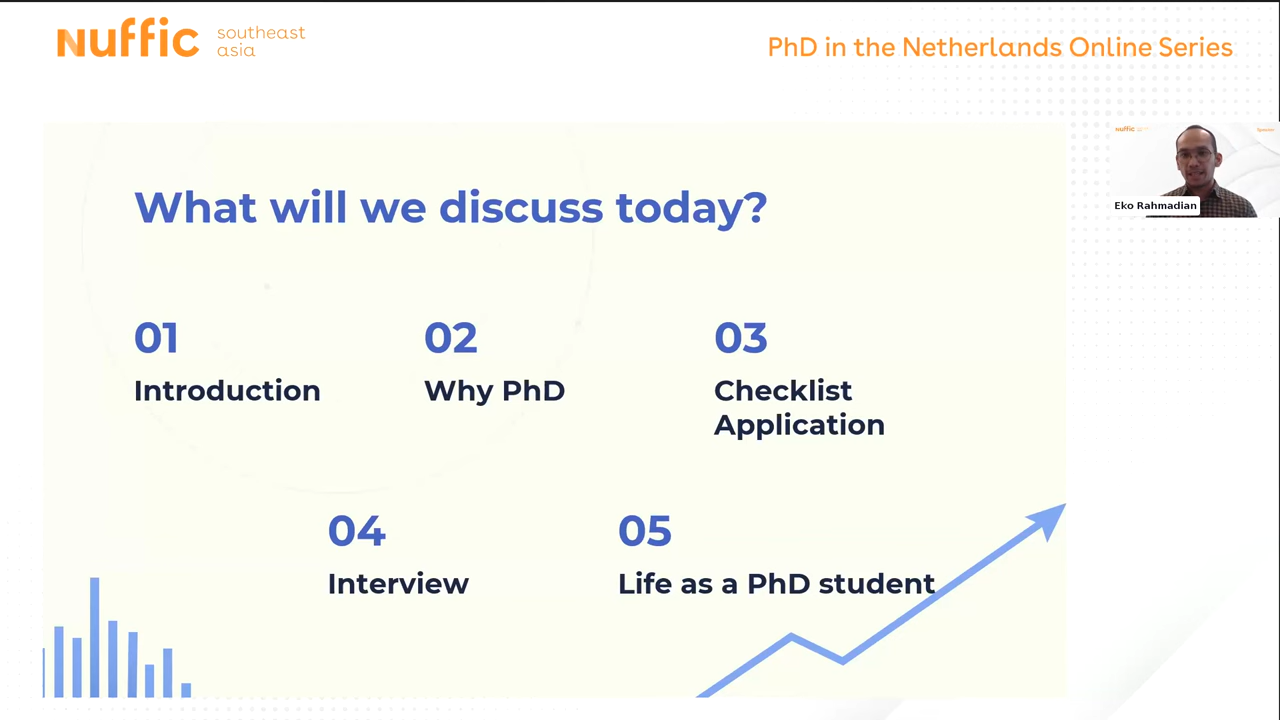 Nuffic
southeast
asia
PhD in the Netherlands Online Series
Eko Rahmadian
What will we discuss today?
01
Introduction
02
Why PhD
03
Checklist
Application
04
Interview
05
Life as a PhD student